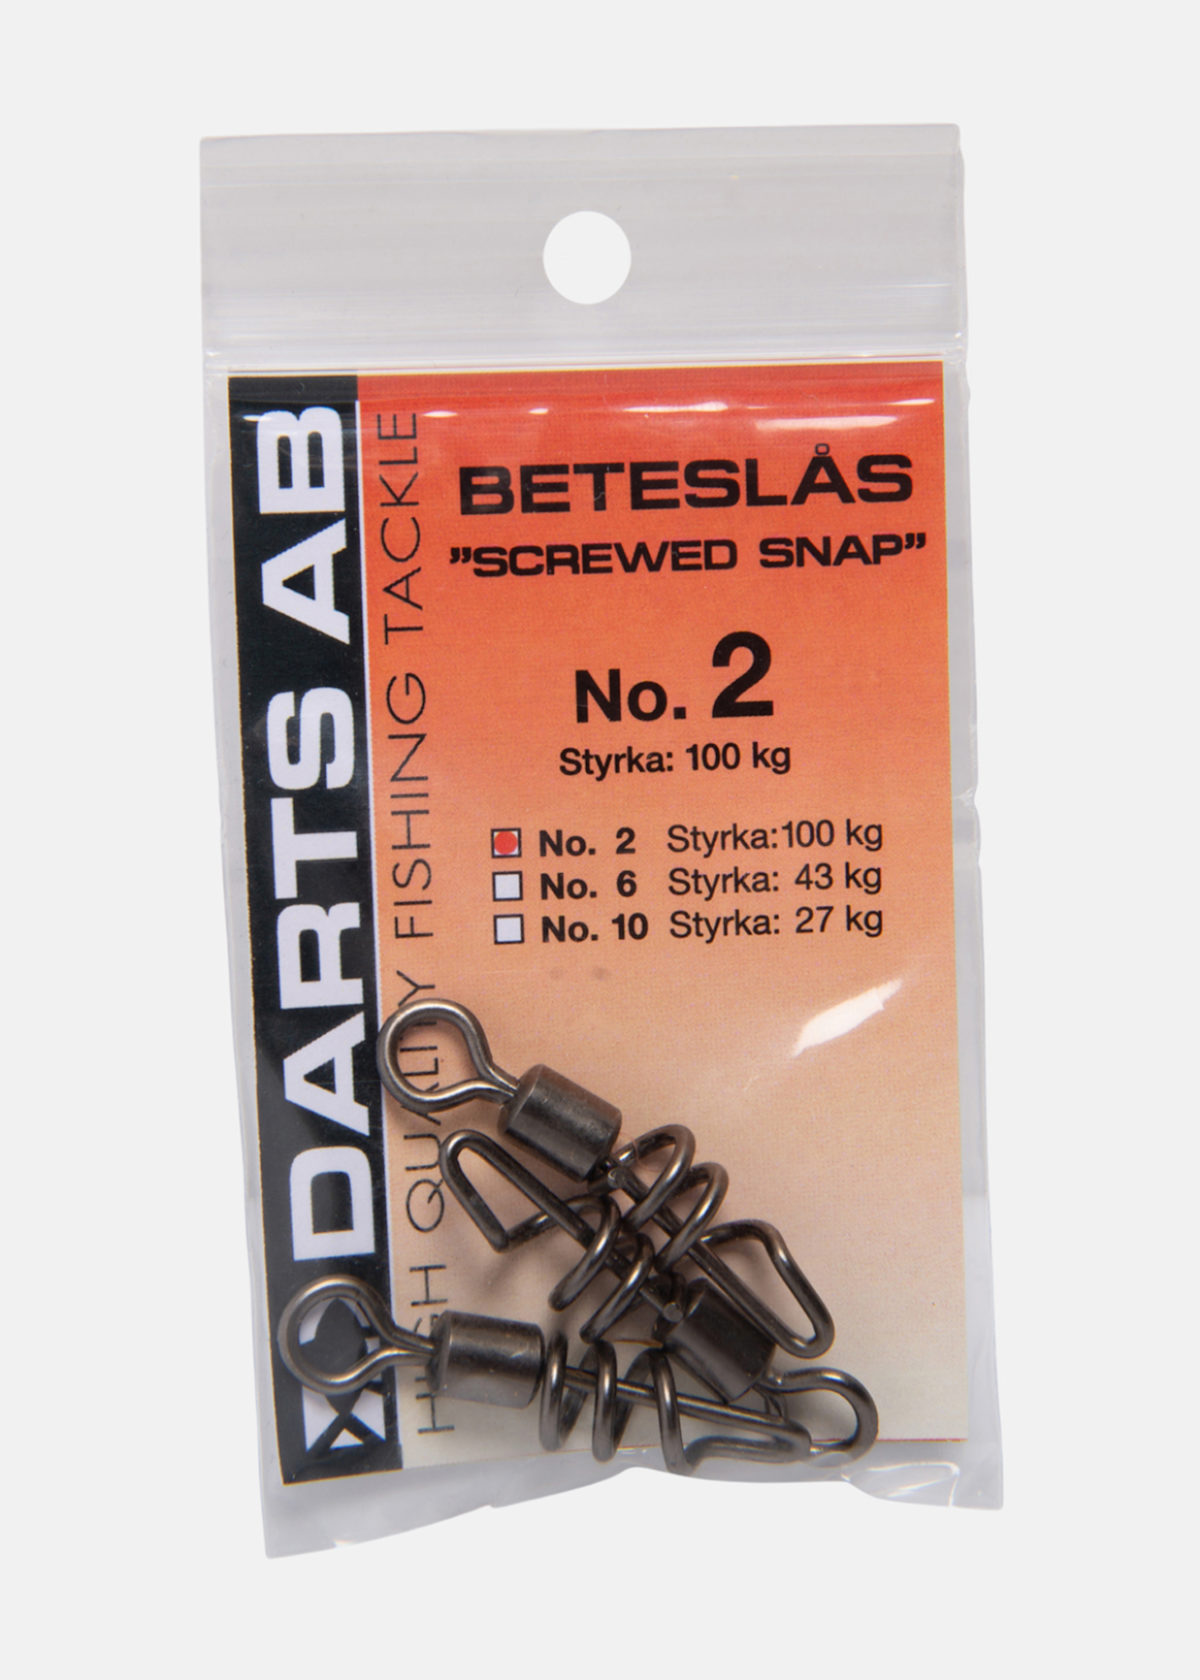 DARTS AB
HIGH QUALITY FISHING TACKLE
BETESLÅS
”SCREWED SNAP”
No. 2
Styrka: 100 kg
No. 2 Styrka:100 kg
No. 6 Styrka: 43 kg
No. 10 Styrka: 27 kg